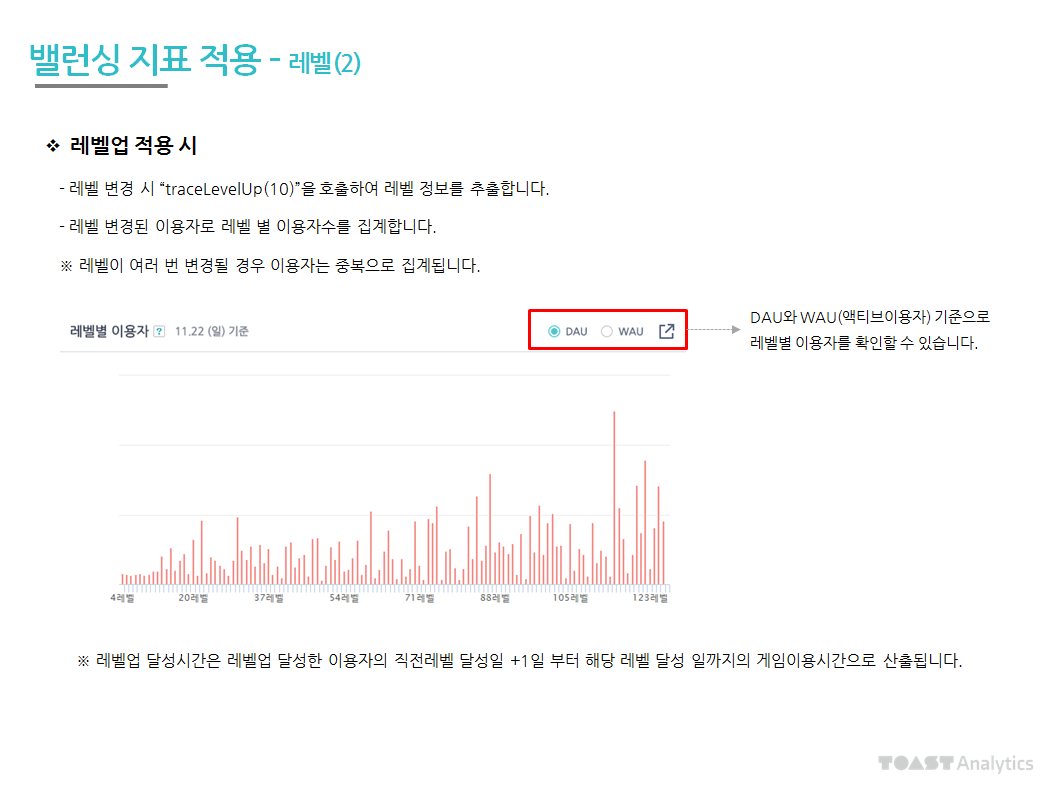 밸런싱 지표 적용 - 레벨(2)
❖ 레벨업 적용 시
- 레벨 변경 시 “traceLevelUp(10)”을 호출하여 레벨 정보를 추출합니다.
- 레벨 변경된 이용자로 레벨 별 이용자수를 집계합니다.
※ 레벨이 여러 번 변경될 경우 이용자는 중복으로 집계됩니다.
레벨별 이용자 ? 11.22 (일) 기준 DAU WAU
DAU와 WAU(액티브이용자) 기준으로
레벨별 이용자를 확인할 수 있습니다.
4레벨 20레벨 37레벨 54레벨 71레벨 88레벨 105레벨 123레벨
※ 레벨업 달성시간은 레벨업 달성한 이용자의 직전레벨 달성일 +1일 부터 해당 레벨 달성 일까지의 게임이용시간으로 산출됩니다.
TOAST Analytics